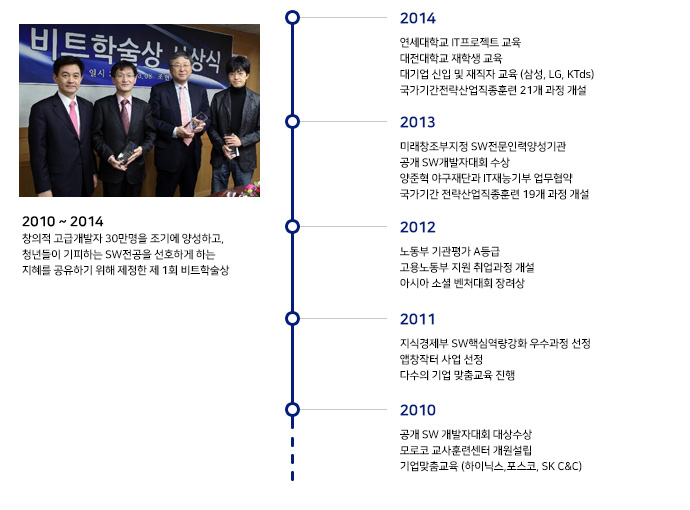 비트학술상 시상식
2010 ~ 2014
창의적 고급개발자 30만명을 조기에 양성하고,
청년들이 기피하는 SW전공을 선호하게 하는
지혜를 공유하기 위해 제정한 제 1회 비트학술상
2014
연세대학교 IT프로젝트 교육
대전대학교 재학생 교육
대기업 신입 및 재직자 교육 (삼성, LG, KTds)
국가기간전략산업직종훈련 21개 과정 개설
2013
미래창조부지정 SW전문인력양성기관
공개 SW개발자대회 수상
양준혁 야구재단과 IT재능기부 업무협약
국가기간 전략산업직종훈련 19개 과정 개설
2012
노동부 기관평가 A등급
고용노동부 지원 취업과정 개설
아시아 소셜 벤처대회 장려상
2011
지식경제부 SW핵심역량강화 우수과정 선정
앱창작터 사업 선정
다수의 기업 맞춤교육 진행
2010
공개 SW 개발자대회 대상수상
모로코 교사훈련센터 개원설립
기업맞춤교육 (하이닉스,포스코, SK C&C)